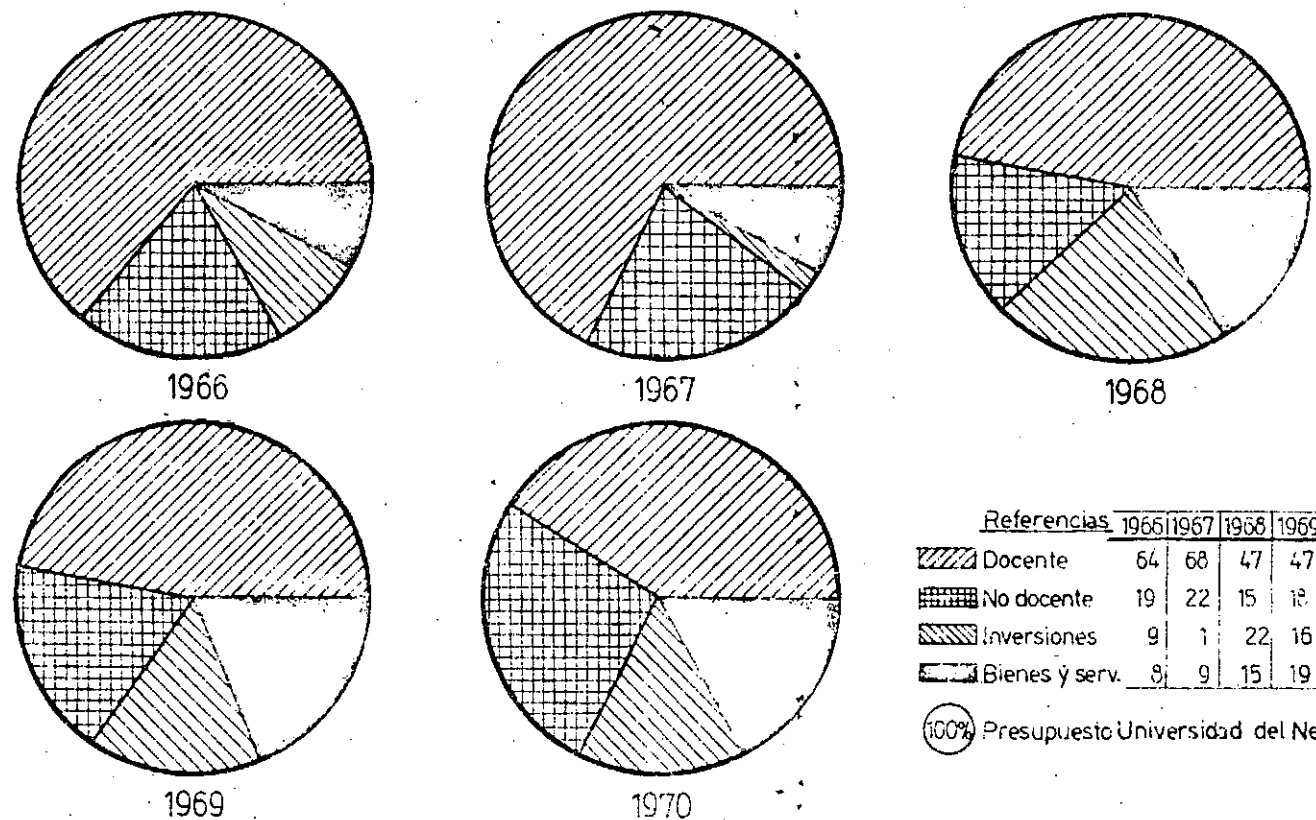 1966
1967
1968
1969
1970
Referencias 1966 1967 1968 1969
Docente 64 68 47 47
No docente 19 22 15 18
Inversiones 9 1 22 16
Bienes y serv. 8 9 15 19
100% Presupuesto Universidad del Ne